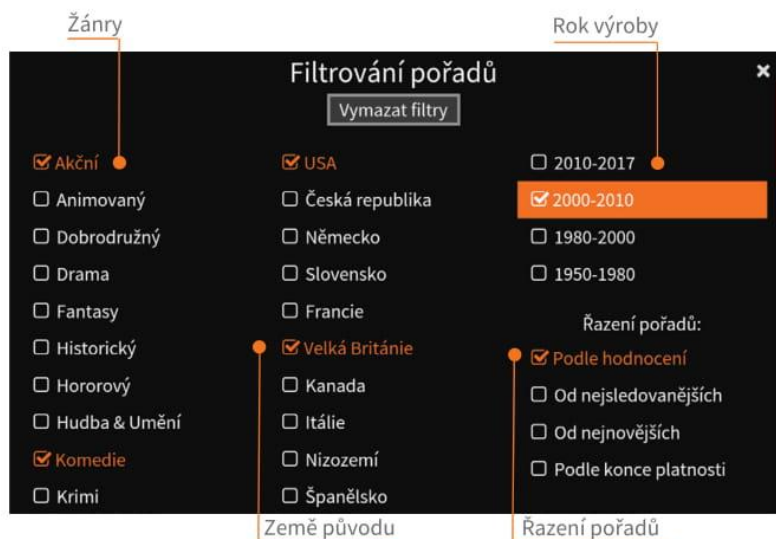 Žánry
Rok výroby
Filtrování pořadů
Vymazat filtry
Akční
Animovaný
Dobrodružný
Drama
Fantasy
Historický
Hororový
Hudba & Umění
Komedie
Krimi
USA
Česká republika
Německo
Slovensko
Francie
Velká Británie
Kanada
Itálie
Nizozemí
Španělsko
2010-2017
2000-2010
1980-2000
1950-1980
Řazení pořadů:
Podle hodnocení
Od nejsledovanějších
Od nejnovějších
Podle konce platnosti
Země původu
Řazení pořadů